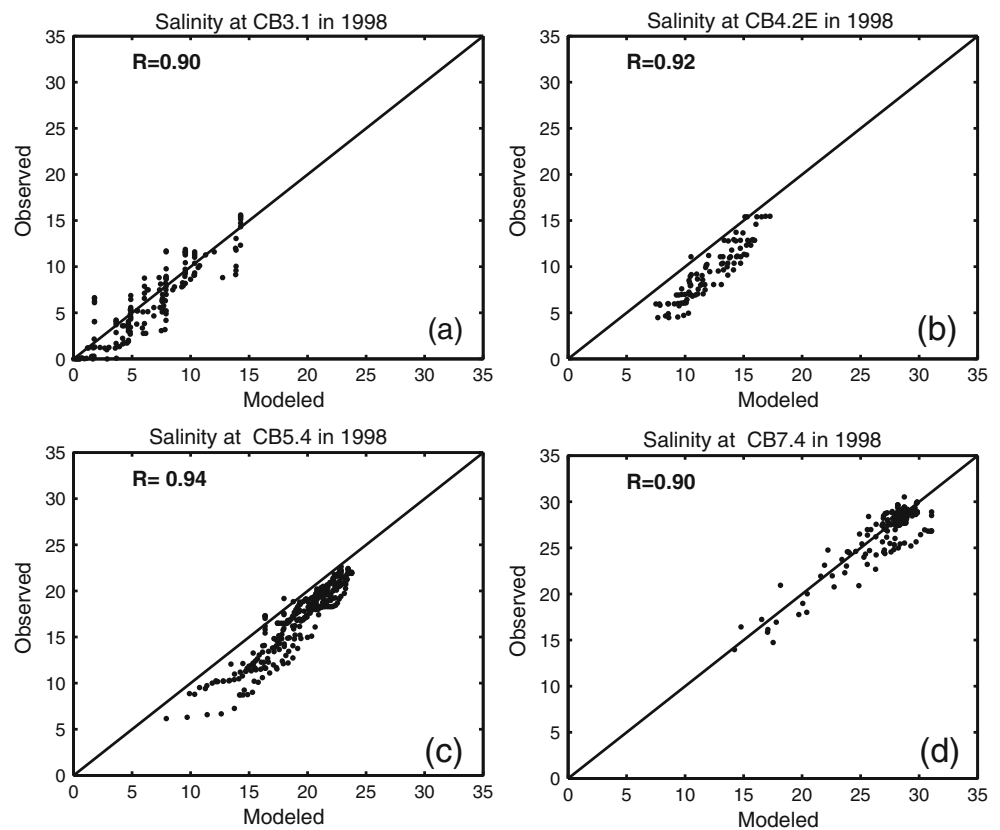 Salinity at CB3.1 in 1998
R=0.90
35
30
25
20
15
10
5
0
Observed
(a)
0 5 10 15 20 25 30 35
Modeled
Salinity at CB4.2E in 1998
R=0.92
35
30
25
20
15
10
5
0
Observed
(b)
0 5 10 15 20 25 30 35
Modeled
Salinity at CB5.4 in 1998
R= 0.94
35
30
25
20
15
10
5
0
Observed
(c)
0 5 10 15 20 25 30 35
Modeled
Salinity at CB7.4 in 1998
R=0.90
35
30
25
20
15
10
5
0
Observed
(d)
0 5 10 15 20 25 30 35
Modeled